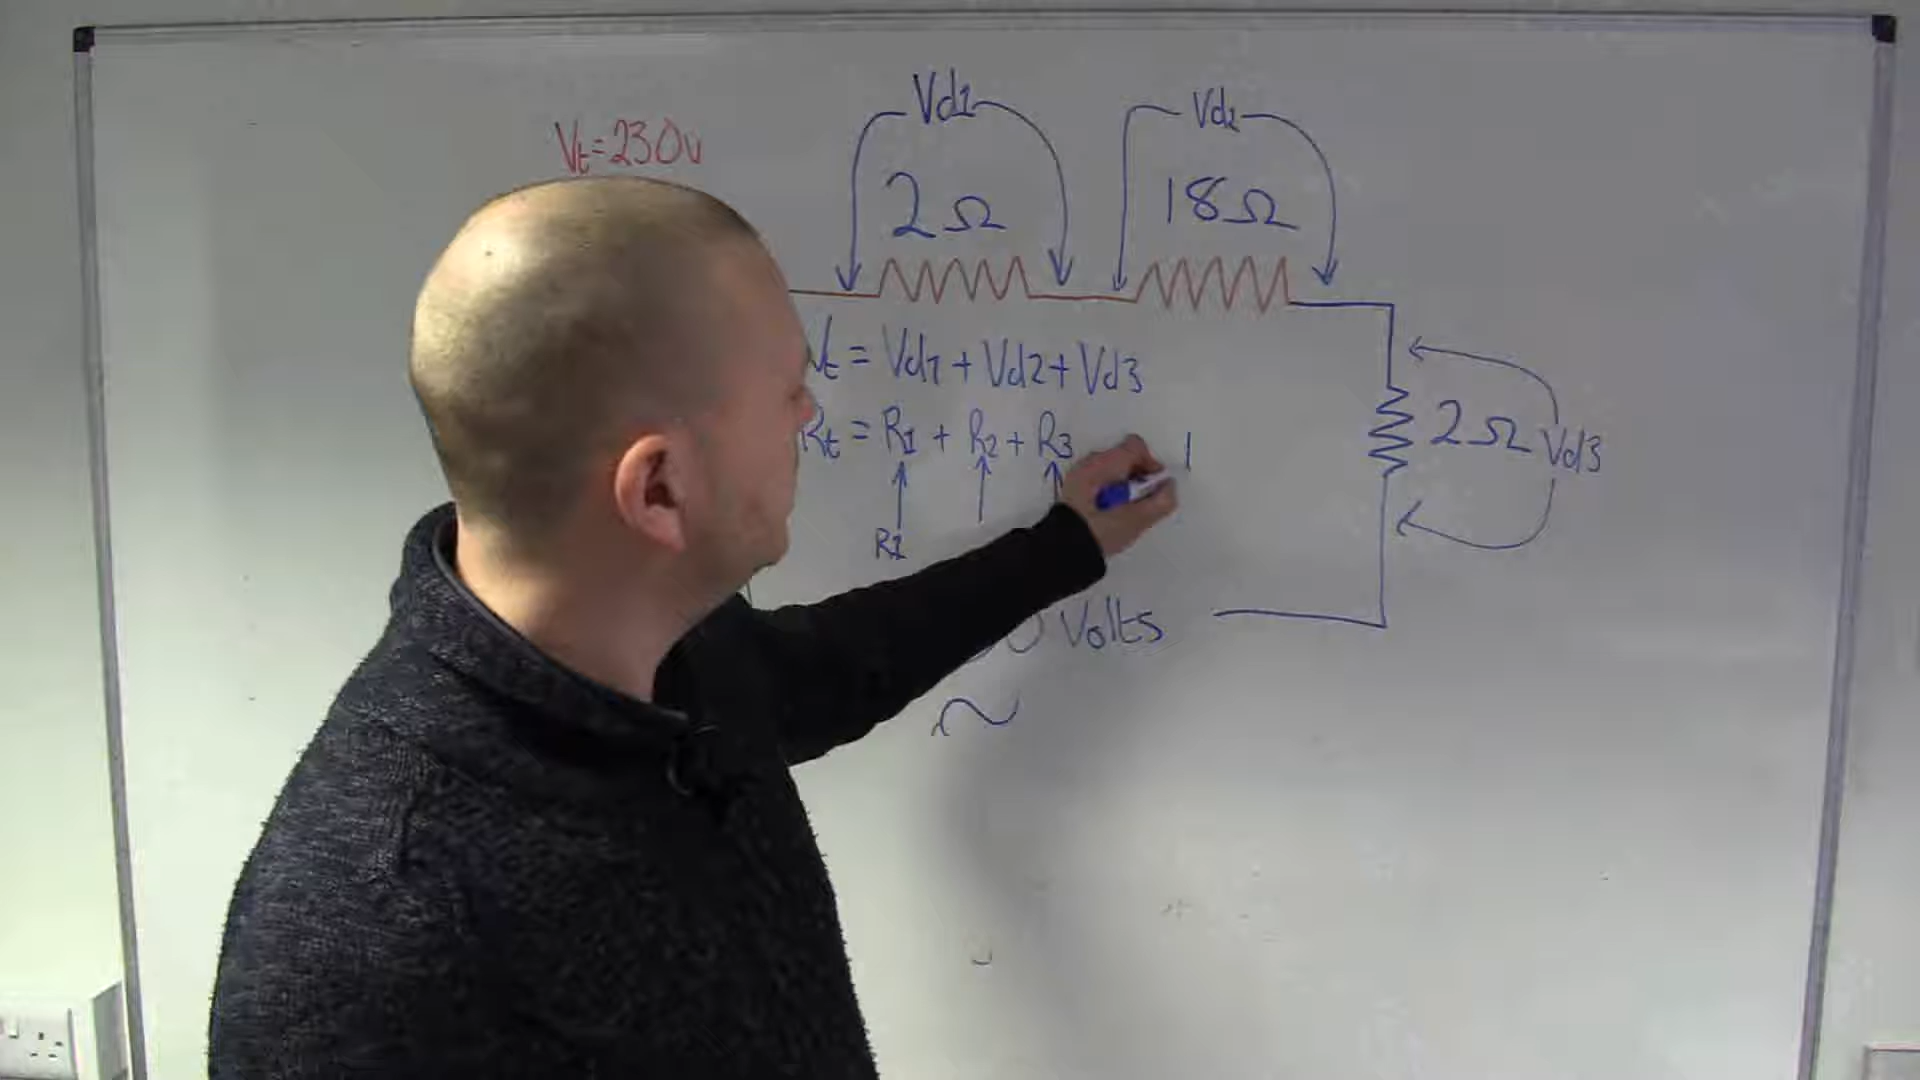 Vd1
Vd2
Vt=230v
2Ω
18Ω
Vt = Vd1 + Vd2 + Vd3
Rt = R1 + R2 + R3
2Ω
Vd3
R1
Volts